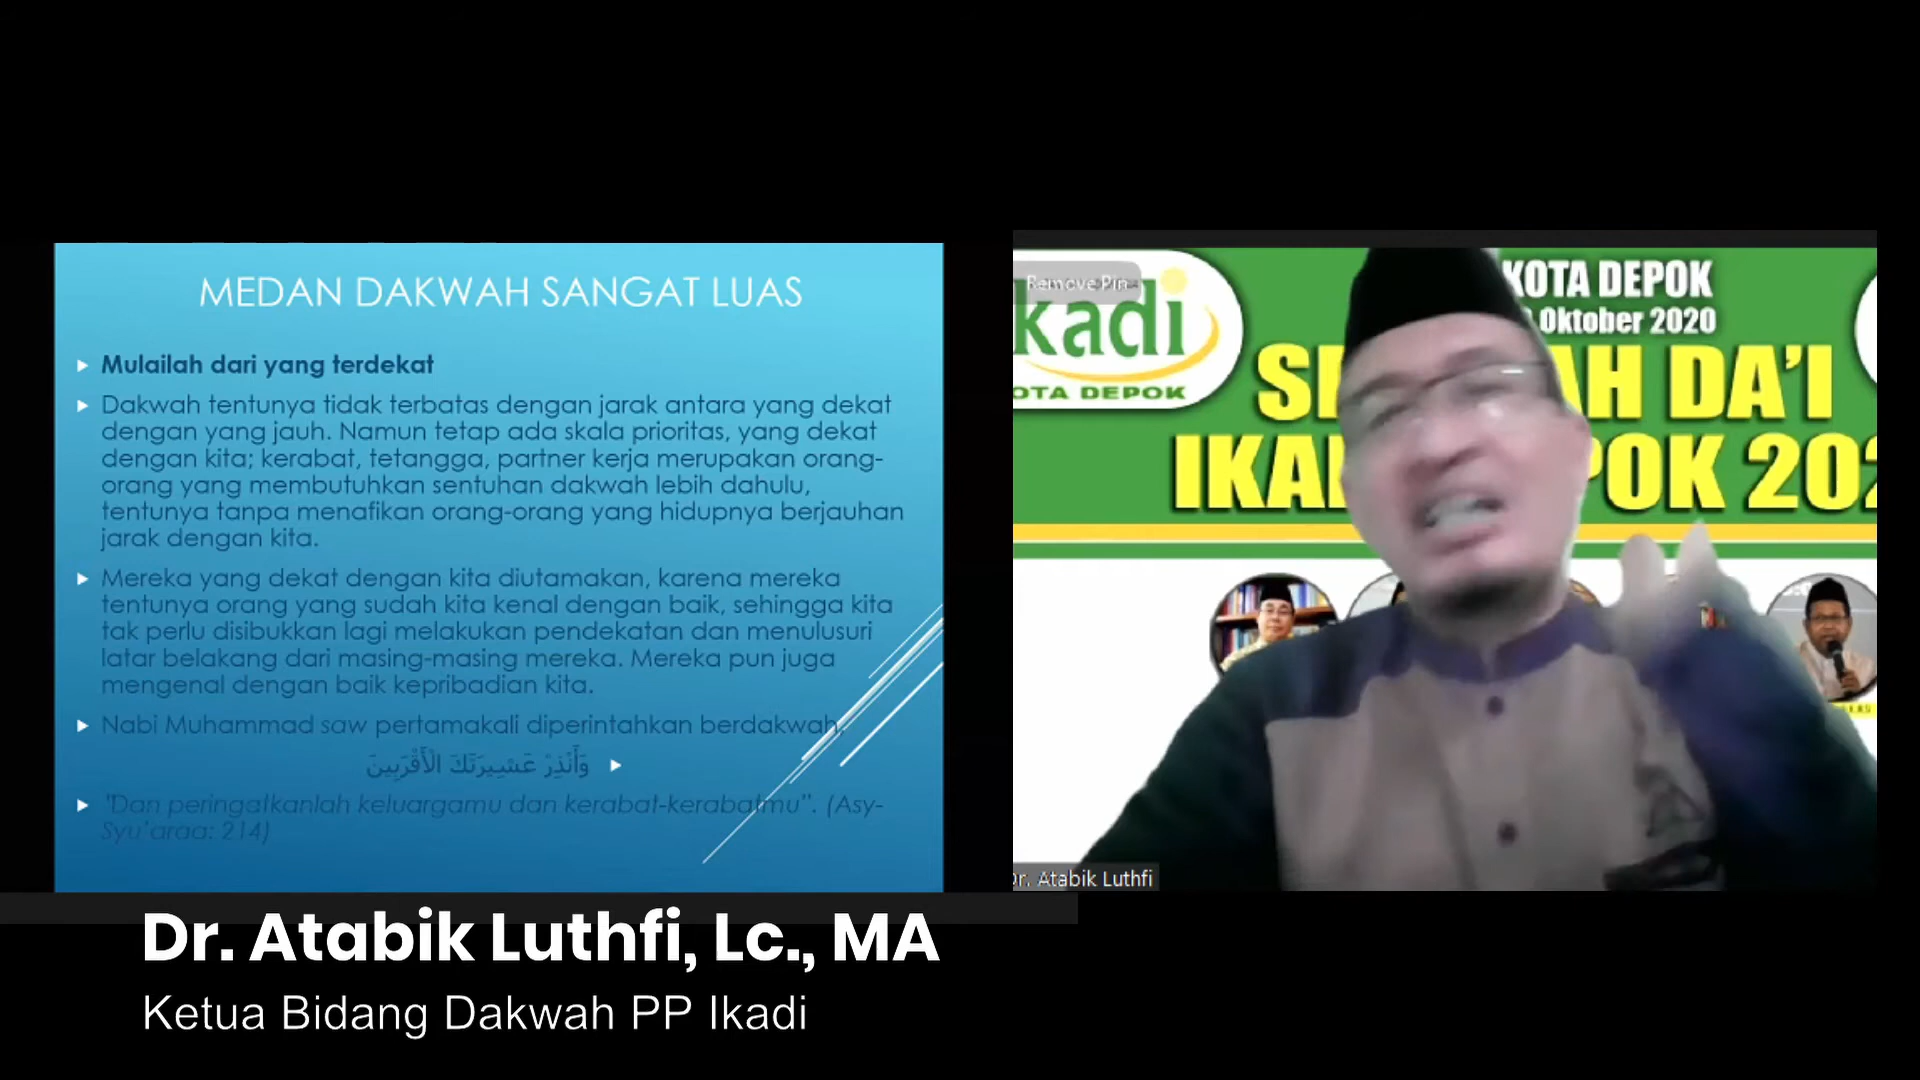 MEDAN DAKWAH SANGAT LUAS
Mulailah dari yang terdekat
Dakwah tentunya tidak terbatas dengan jarak antara yang dekat
dengan yang jauh. Namun tetap ada skala prioritas, yang dekat
dengan kita; kerabat, tetangga, partner kerja merupakan orang-
orang yang membutuhkan sentuhan dakwah lebih dahulu,
tentunya tanpa menafikan orang-orang yang hidupnya berjauhan
jarak dengan kita.
Mereka yang dekat dengan kita diutamakan, karena mereka
tentunya orang yang sudah kita kenal dengan baik, sehingga kita
tak perlu disibukkan lagi melakukan pendekatan dan menulusuri
latar belakang dari masing-masing mereka. Mereka pun juga
mengenal dengan baik kepribadian kita.
Nabi Muhammad saw pertamakali diperintahkan berdakwah,
وَأَنْذِرْ عَشِيرَتَكَ الْأَقْرَبِينَ
"Dan peringatkanlah keluargamu dan kerabat-kerabatmu". (Asy-
Syu'araa: 214)
Remove Pin
kadi
OTA DEPOK
KOTA DEPOK
Oktober 2020
AH DA'I
POK 202
Dr. Atabik Luthfi
Dr. Atabik Luthfi, Lc., MA
Ketua Bidang Dakwah PP Ikadi